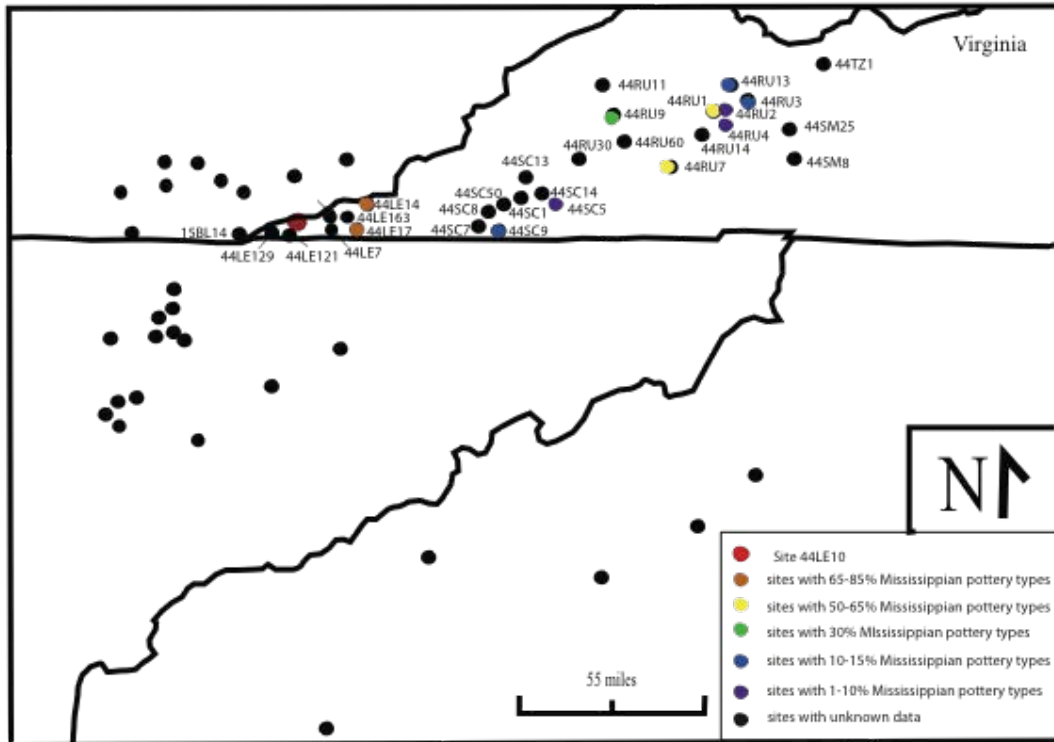 Virginia
44TZ1
44RU11
44RU13
44RU1
44RU3
44RU9
44RU2
44RU4
44SM25
44RU30
44RU60
44RU14
44SM8
44SC13
44RU7
44SC50
44SC14
44LE14
44SC8
44SC1
44SC5
44LE163
15BL14
44LE17
44SC7
44SC9
44LE129
44LE121
44LE7
N
Site 44LE10
sites with 65-85% Mississippian pottery types
sites with 50-65% Mississippian pottery types
sites with 30% MIssissippian pottery types
sites with 10-15% Mississippian pottery types
sites with 1-10% Mississippian pottery types
sites with unknown data
55 miles